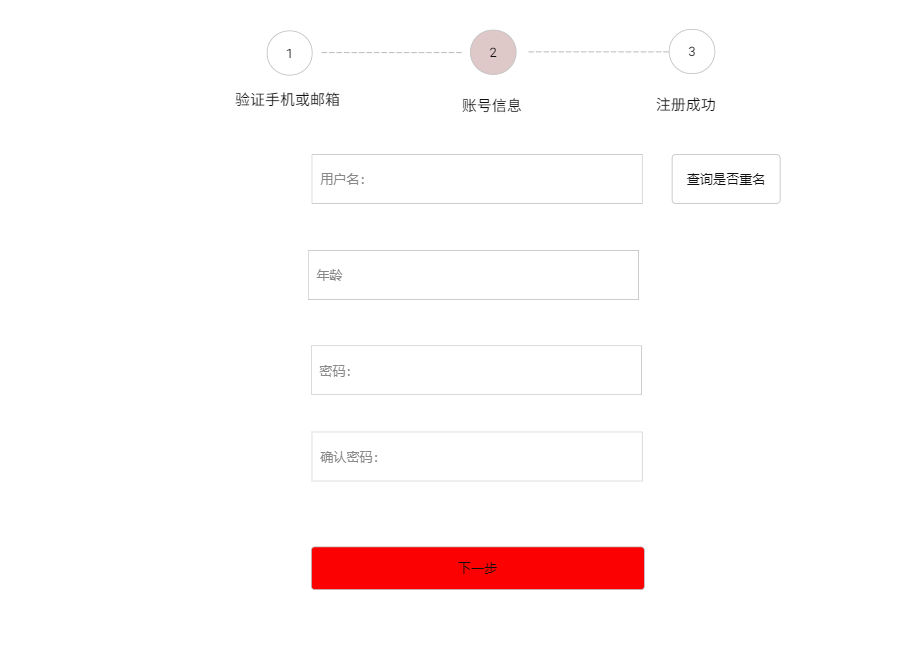 1
2
3
验证手机或邮箱
账号信息
注册成功
用户名：
查询是否重名
年龄
密码：
确认密码：
下一步